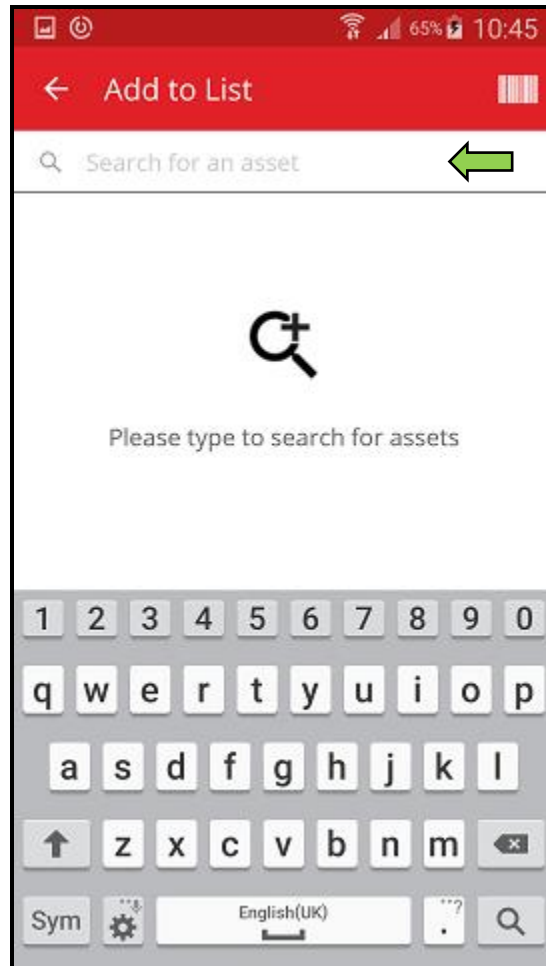 65% 10:45
Add to List
Search for an asset
Please type to search for assets
1 2 3 4 5 6 7 8 9 0
q w e r t y u i o p
a s d f g h j k l
z x c v b n m
Sym English(UK) . ?